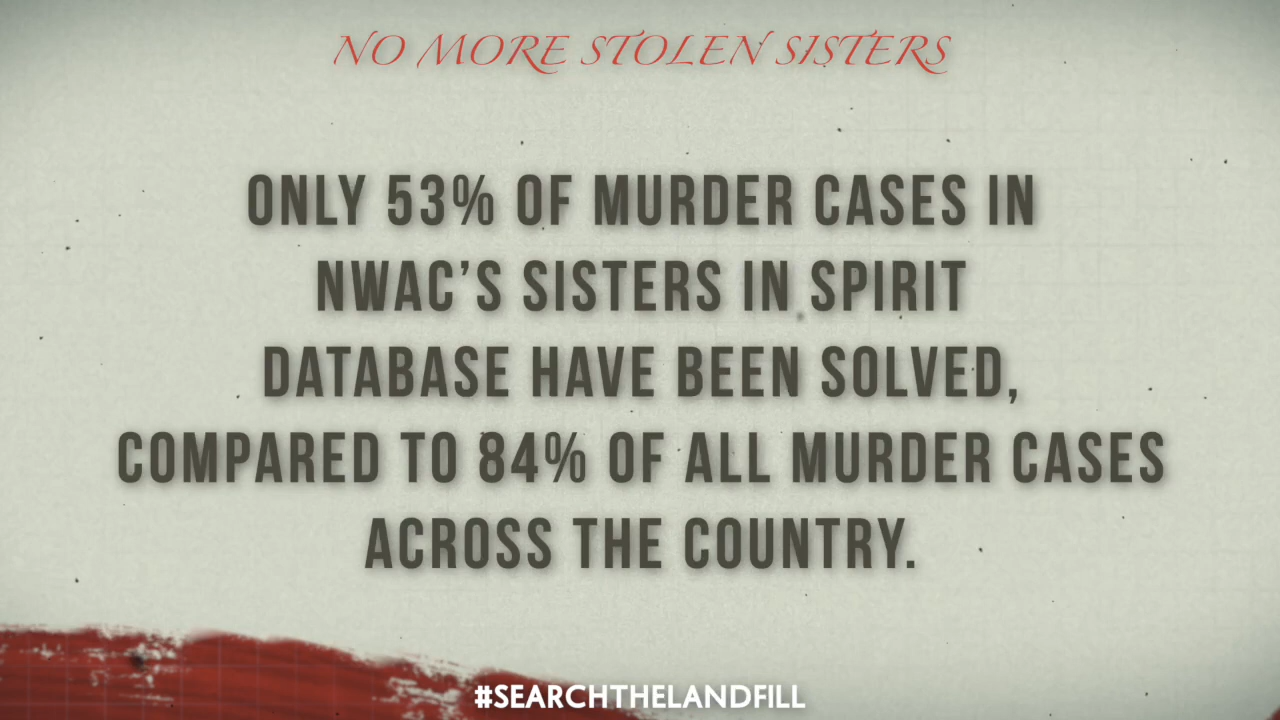 NO MORE STOLEN SISTERS
ONLY 53% OF MURDER CASES IN
NWAC’S SISTERS IN SPIRIT
DATABASE HAVE BEEN SOLVED,
COMPARED TO 84% OF ALL MURDER CASES
ACROSS THE COUNTRY.
#SEARCHTHELANDFILL